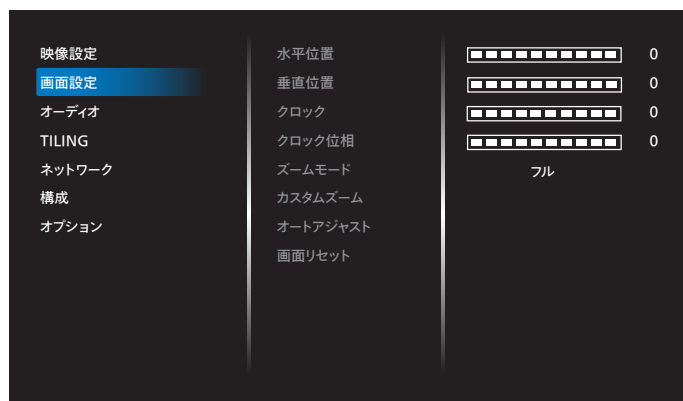 映像設定
画面設定
オーディオ
TILING
ネットワーク
構成
オプション
水平位置 0
垂直位置 0
クロック 0
クロック位相 0
ズームモード フル
カスタムズーム
オートアジャスト
画面リセット